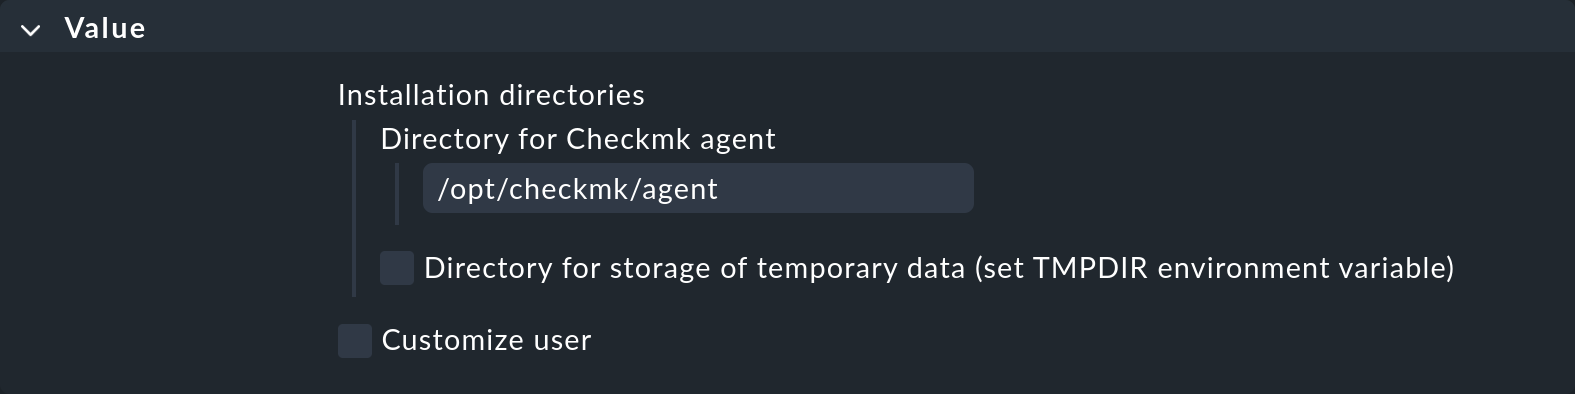 Value
Installation directories
Directory for Checkmk agent
/opt/checkmk/agent
Directory for storage of temporary data (set TMPDIR environment variable)
Customize user